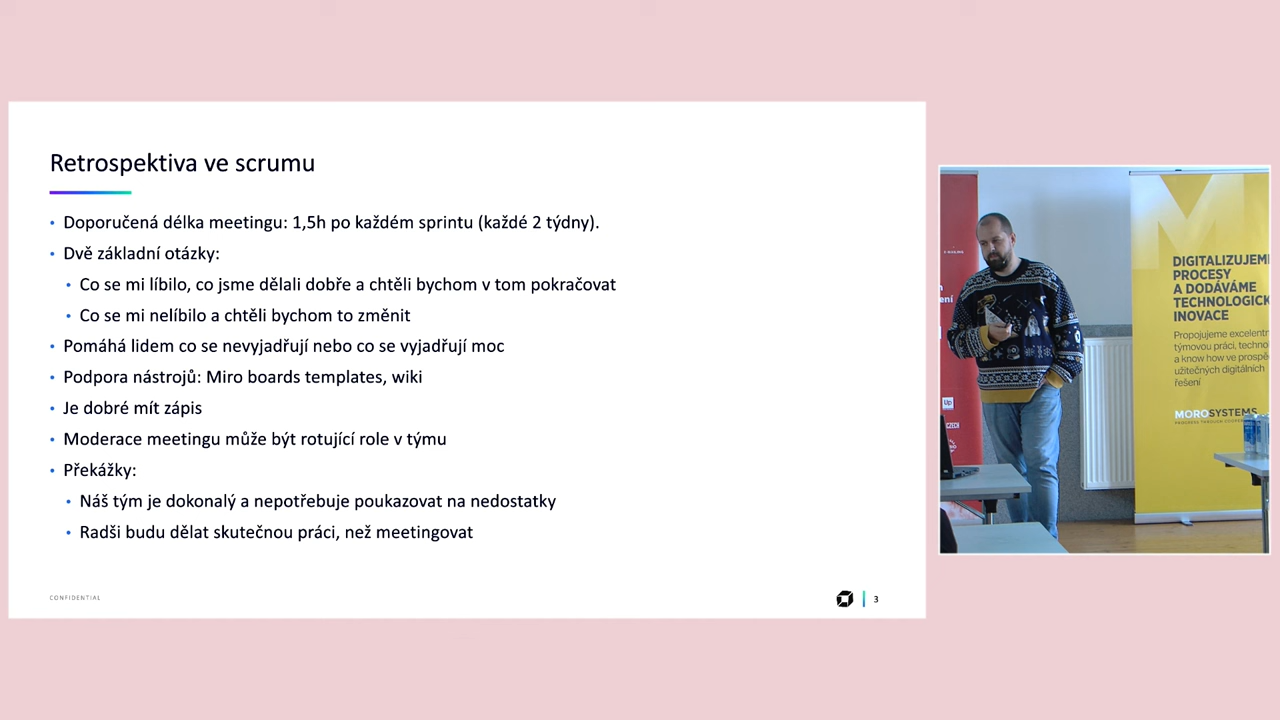 Retrospektiva ve scrumu
Doporučená délka meetingu: 1,5h po každém sprintu (každé 2 týdny).
Dvě základní otázky:
Co se mi líbilo, co jsme dělali dobře a chtěli bychom v tom pokračovat
Co se mi nelíbilo a chtěli bychom to změnit
Pomáhá lidem co se nevyjadřují nebo co se vyjadřují moc
Podpora nástrojů: Miro boards templates, wiki
Je dobré mít zápis
Moderace meetingu může být rotující role v týmu
Překážky:
Náš tým je dokonalý a nepotřebuje poukazovat na nedostatky
Radši budu dělat skutečnou práci, než meetingovat
CONFIDENTIAL
3
Up
DIGITALIZUJEM
PROCESY
A DODÁVÁME
TECHNOLOGICK
INOVACE
Propojujeme excelentn
týmovou práci, techno
a know how ve prospě
užitečných digitálních
řešení
MOROSYSTEMS